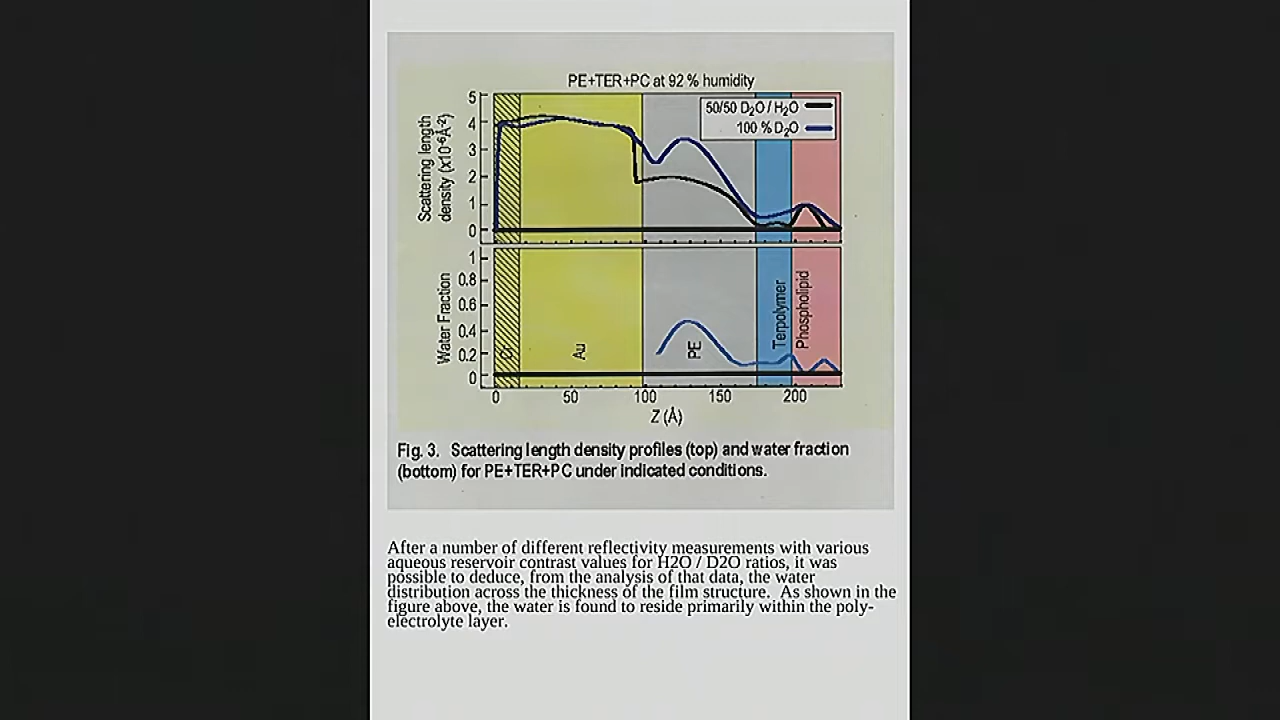 PE+TER+PC at 92 % humidity
50/50 D2O / H2O
100 % D2O
Scattering length
density (x10-6Å-2)
5
4
3
2
1
0
Water Fraction
1
0.8
0.6
0.4
0.2
0
Cr
Au
PE
Terpolymer
Phospholipid
0 50 100 150 200
Z (Å)
Fig. 3. Scattering length density profiles (top) and water fraction
(bottom) for PE+TER+PC under indicated conditions.
After a number of different reflectivity measurements with various
aqueous reservoir contrast values for H2O / D2O ratios, it was
possible to deduce, from the analysis of that data, the water
distribution across the thickness of the film structure. As shown in the
figure above, the water is found to reside primarily within the poly-
electrolyte layer.